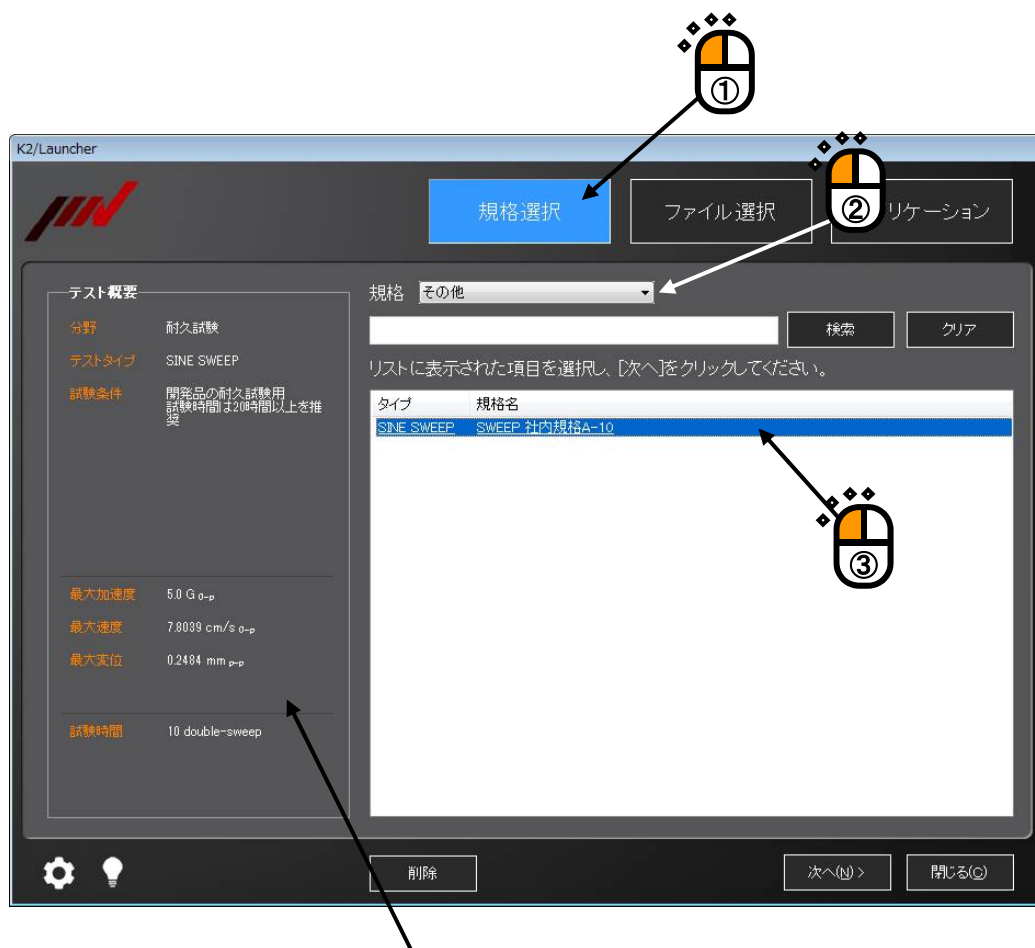 ①
K2/Launcher
規格選択
ファイル選択
②
リケーション
テスト概要
分野 耐久試験
テストタイプ SINE SWEEP
試験条件 開発品の耐久試験用
試験時間は20時間以上を推
奨
最大加速度 5.0 G 0-p
最大速度 7.8039 cm/s 0-p
最大変位 0.2484 mm p-p
試験時間 10 double-sweep
規格 その他
検索
クリア
リストに表示された項目を選択し、[次へ]をクリックしてください。
タイプ 規格名
SINE SWEEP SWEEP 社内規格A-10
③
削除
次へ(N) >
閉じる(C)